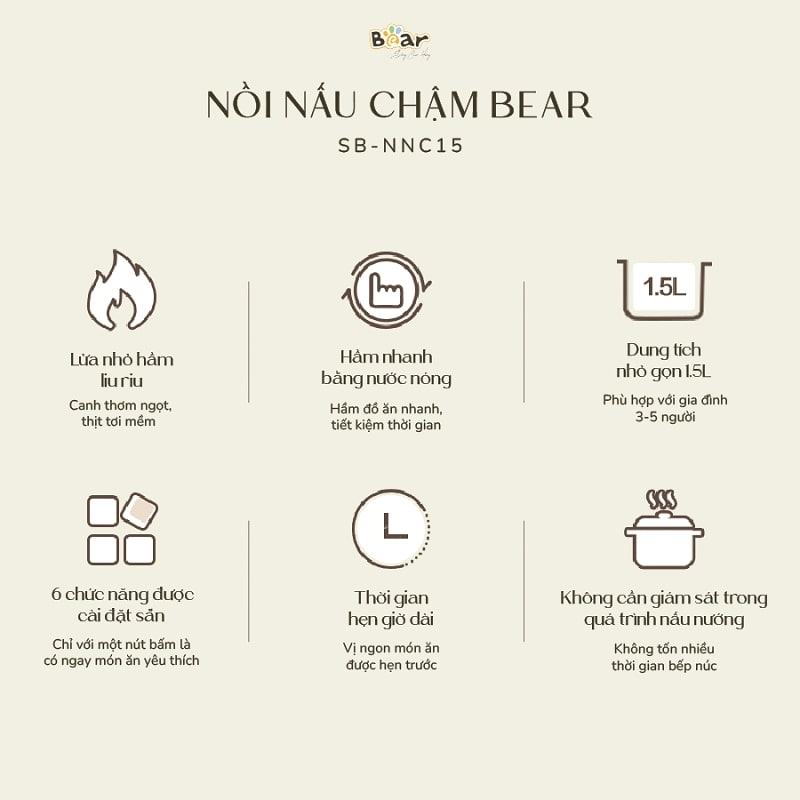 Bear
NỒI NẤU CHẬM BEAR
SB-NNC15
Lửa nhỏ hầm
liu riu
Canh thơm ngọt,
thịt tơi mềm
Hầm nhanh
bằng nước nóng
Hầm đồ ăn nhanh,
tiết kiệm thời gian
1.5L
Dung tích
nhỏ gọn 1.5L
Phù hợp với gia đình
3-5 người
6 chức năng được
cài đặt sẵn
Chỉ với một nút bấm là
có ngay món ăn yêu thích
Thời gian
hẹn giờ dài
Vị ngon món ăn
được hẹn trước
Không cần giám sát trong
quá trình nấu nướng
Không tốn nhiều
thời gian bếp núc